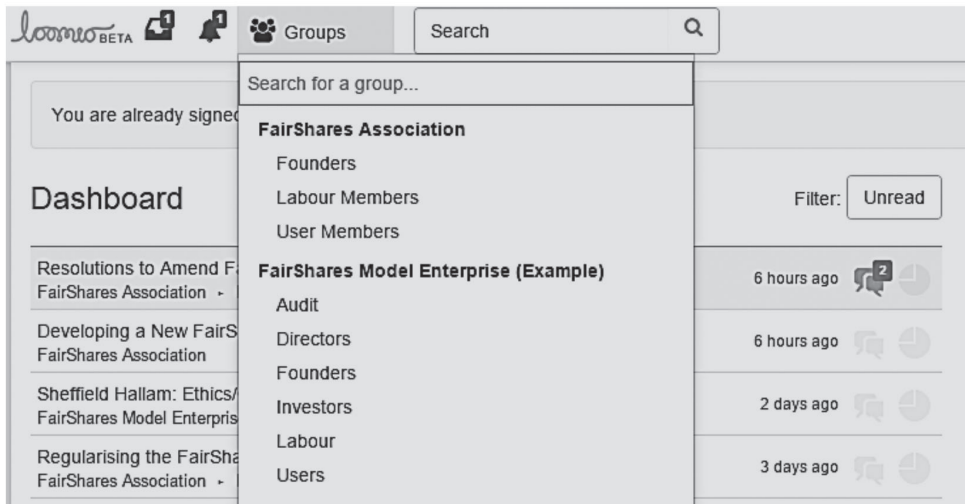 loomio BETA 1 1 Groups Search
Search for a group...
You are already signed
FairShares Association
Founders
Labour Members
User Members
FairShares Model Enterprise (Example)
Audit
Directors
Founders
Investors
Labour
Users
Dashboard
Filter: Unread
Resolutions to Amend Fa
FairShares Association
6 hours ago 2
Developing a New FairS
FairShares Association
6 hours ago
Sheffield Hallam: Ethics/
FairShares Model Enterpris
2 days ago
Regularising the FairSha
FairShares Association
3 days ago